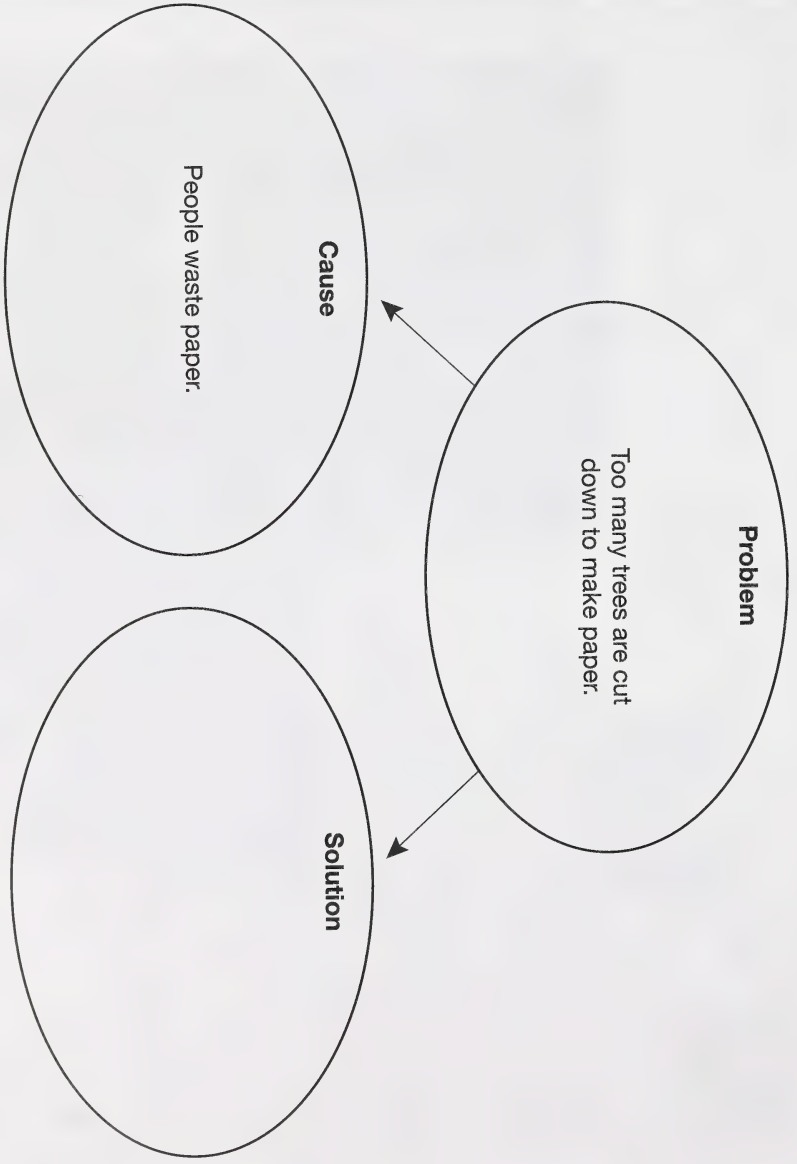 Problem
Too many trees are cut
down to make paper.
Cause
People waste paper.
Solution